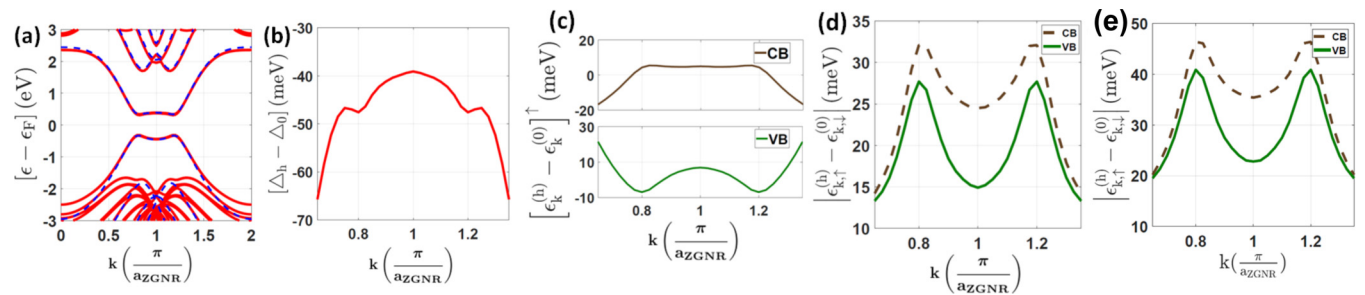 (a)
[ϵ − ϵF] (eV)
3
2
1
0
-1
-2
-3
0 0.5 1 1.5 2
k (π/aZGNR)
(b)
[△h − △0] (meV)
-30
-40
-50
-60
-70
0.8 1 1.2
k (π/aZGNR)
(c)
[ϵk(h) − ϵk(0)]↑ (meV)
20
0
-20
CB
30
10
-10
VB
0.8 1 1.2
k (π/aZGNR)
(d)
|ϵk,↑(h) − ϵk,↓(0)| (meV)
35
30
25
20
15
10
CB
VB
0.8 1 1.2
k (π/aZGNR)
(e)
|ϵk,↑(h) − ϵk,↓(0)| (meV)
50
40
30
20
10
CB
VB
0.8 1 1.2
k(π/aZGNR)